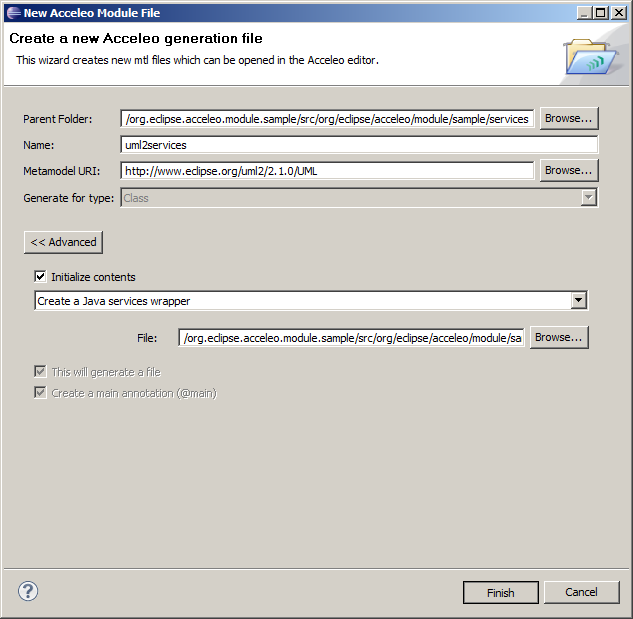 New Acceleo Module File
Create a new Acceleo generation file
This wizard creates new mtl files which can be opened in the Acceleo editor.
Parent Folder: /org.eclipse.acceleo.module.sample/src/org/eclipse/acceleo/module/sample/services Browse...
Name: uml2services
Metamodel URI: http://www.eclipse.org/uml2/2.1.0/UML Browse...
Generate for type: Class
<< Advanced
Initialize contents
Create a Java services wrapper
File: /org.eclipse.acceleo.module.sample/src/org/eclipse/acceleo/module/sa Browse...
This will generate a file
Create a main annotation (@main)
? Finish Cancel